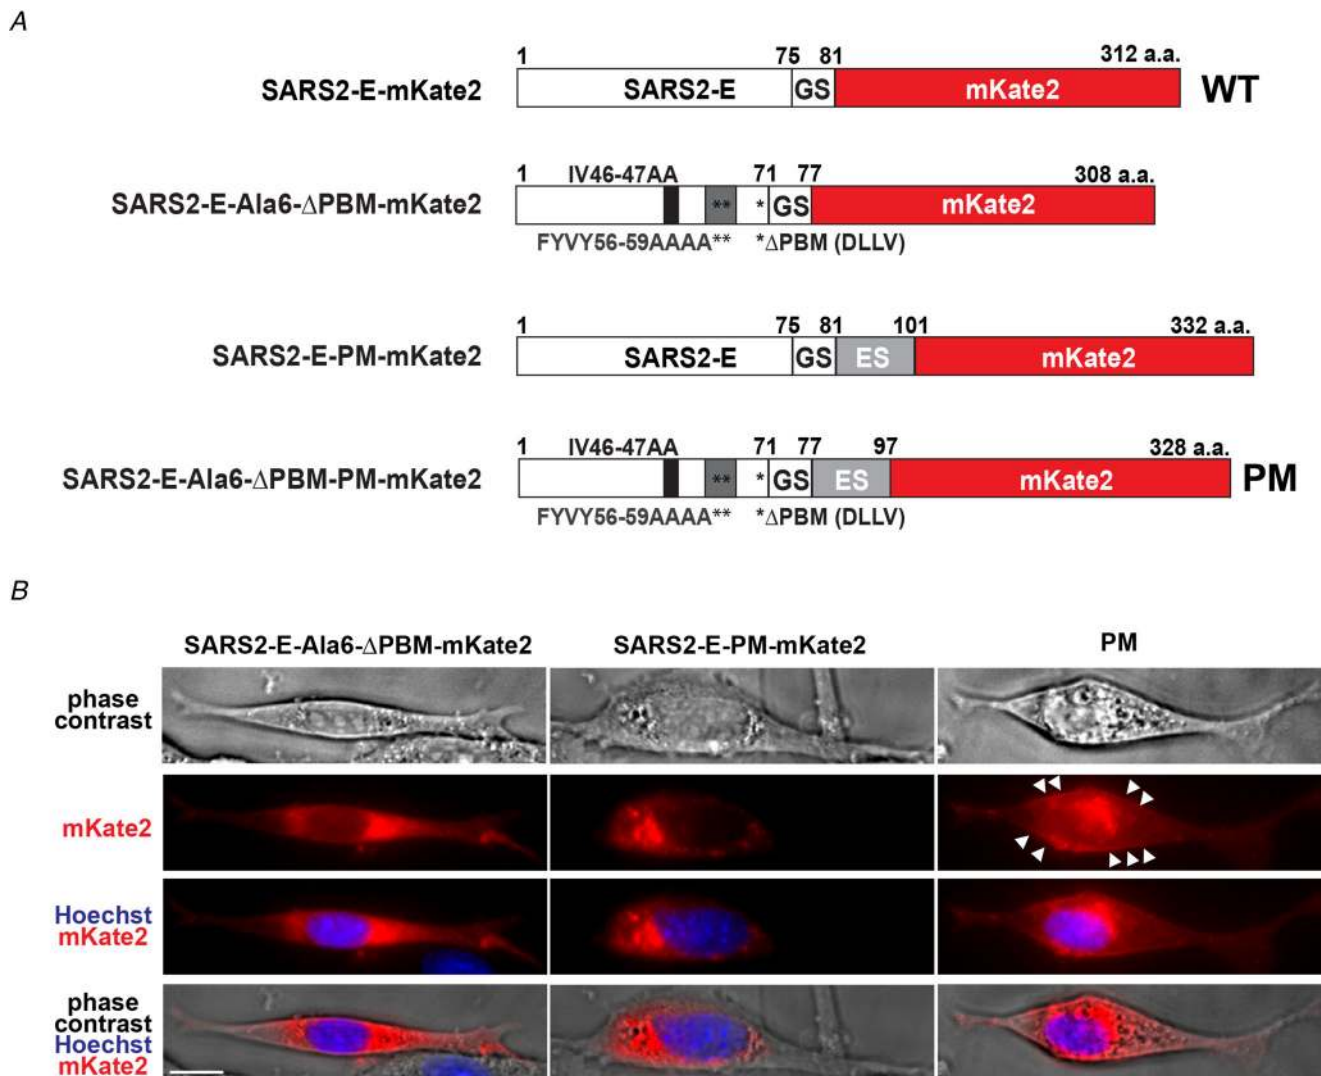 A
1 75 81 312 a.a.
SARS2-E-mKate2 SARS2-E GS mKate2 WT
1 IV46-47AA 71 77 308 a.a.
SARS2-E-Ala6-ΔPBM-mKate2 ** * GS mKate2
FYVY56-59AAAA** *ΔPBM (DLLV)
1 75 81 101 332 a.a.
SARS2-E-PM-mKate2 SARS2-E GS ES mKate2
1 IV46-47AA 71 77 97 328 a.a.
SARS2-E-Ala6-ΔPBM-PM-mKate2 ** * GS ES mKate2 PM
FYVY56-59AAAA** *ΔPBM (DLLV)
B
SARS2-E-Ala6-ΔPBM-mKate2 SARS2-E-PM-mKate2 PM
phase
contrast
mKate2
Hoechst
mKate2
phase
contrast
Hoechst
mKate2